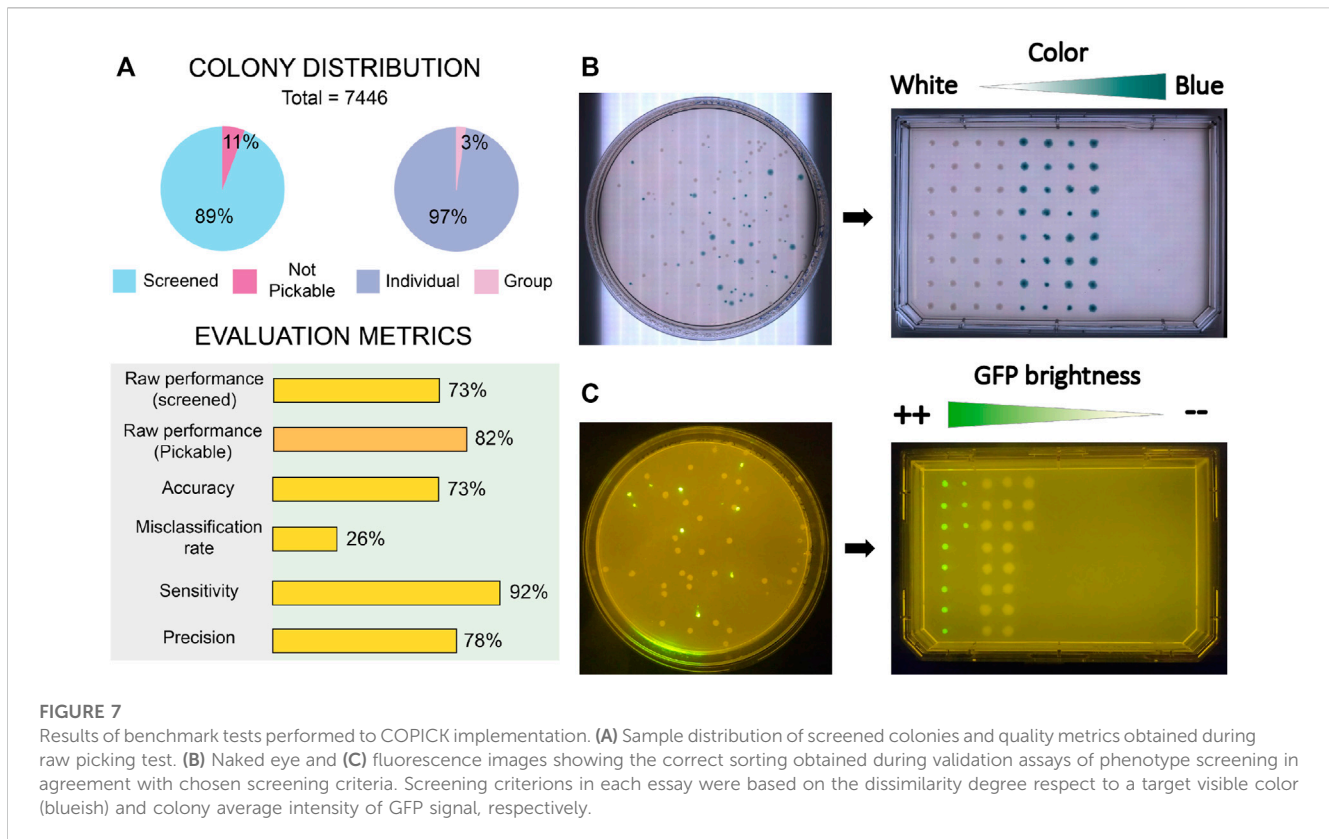 A
COLONY DISTRIBUTION
Total = 7446
11%
89%
3%
97%
Screened
Not
Pickable
Individual
Group
EVALUATION METRICS
Raw performance
(screened)
73%
Raw performance
(Pickable)
82%
Accuracy
73%
Misclassification
rate
26%
Sensitivity
92%
Precision
78%
B
Color
White
Blue
C
GFP brightness
++
--
FIGURE 7
Results of benchmark tests performed to COPICK implementation. (A) Sample distribution of screened colonies and quality metrics obtained during
raw picking test. (B) Naked eye and (C) fluorescence images showing the correct sorting obtained during validation assays of phenotype screening in
agreement with chosen screening criteria. Screening criterions in each essay were based on the dissimilarity degree respect to a target visible color
(blueish) and colony average intensity of GFP signal, respectively.